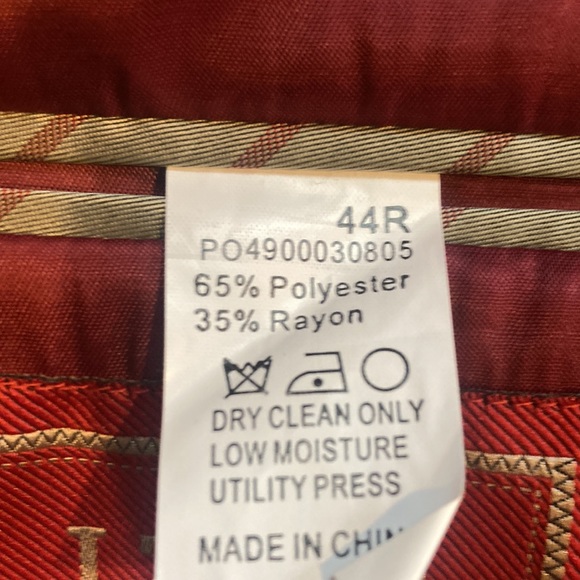 44R
PO4900030805
65% Polyester
35% Rayon
DRY CLEAN ONLY
LOW MOISTURE
UTILITY PRESS
MADE IN CHIN